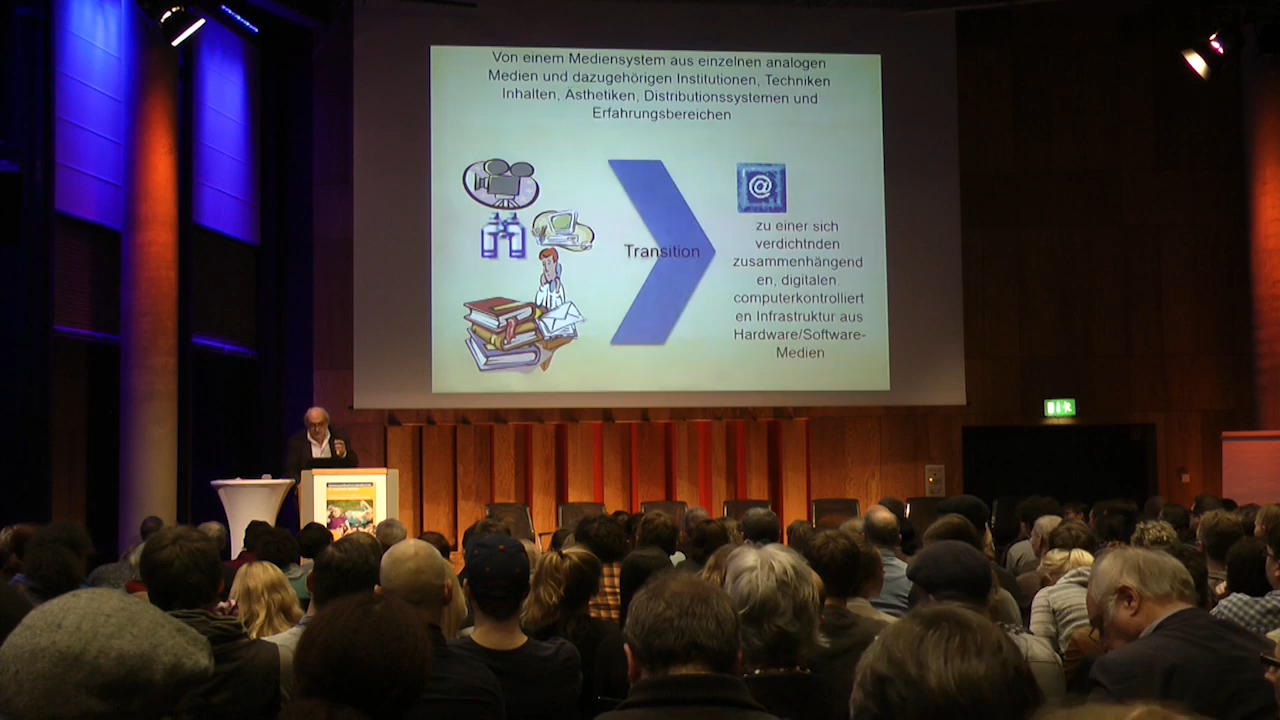 Von einem Mediensystem aus einzelnen analogen
Medien und dazugehörigen Institutionen, Techniken
Inhalten, Ästhetiken, Distributionssystemen und
Erfahrungsbereichen
@
Transition
zu einer sich
verdichtnden
zusammenhängend
en, digitalen
computerkontrolliert
en Infrastruktur aus
Hardware/Software-
Medien